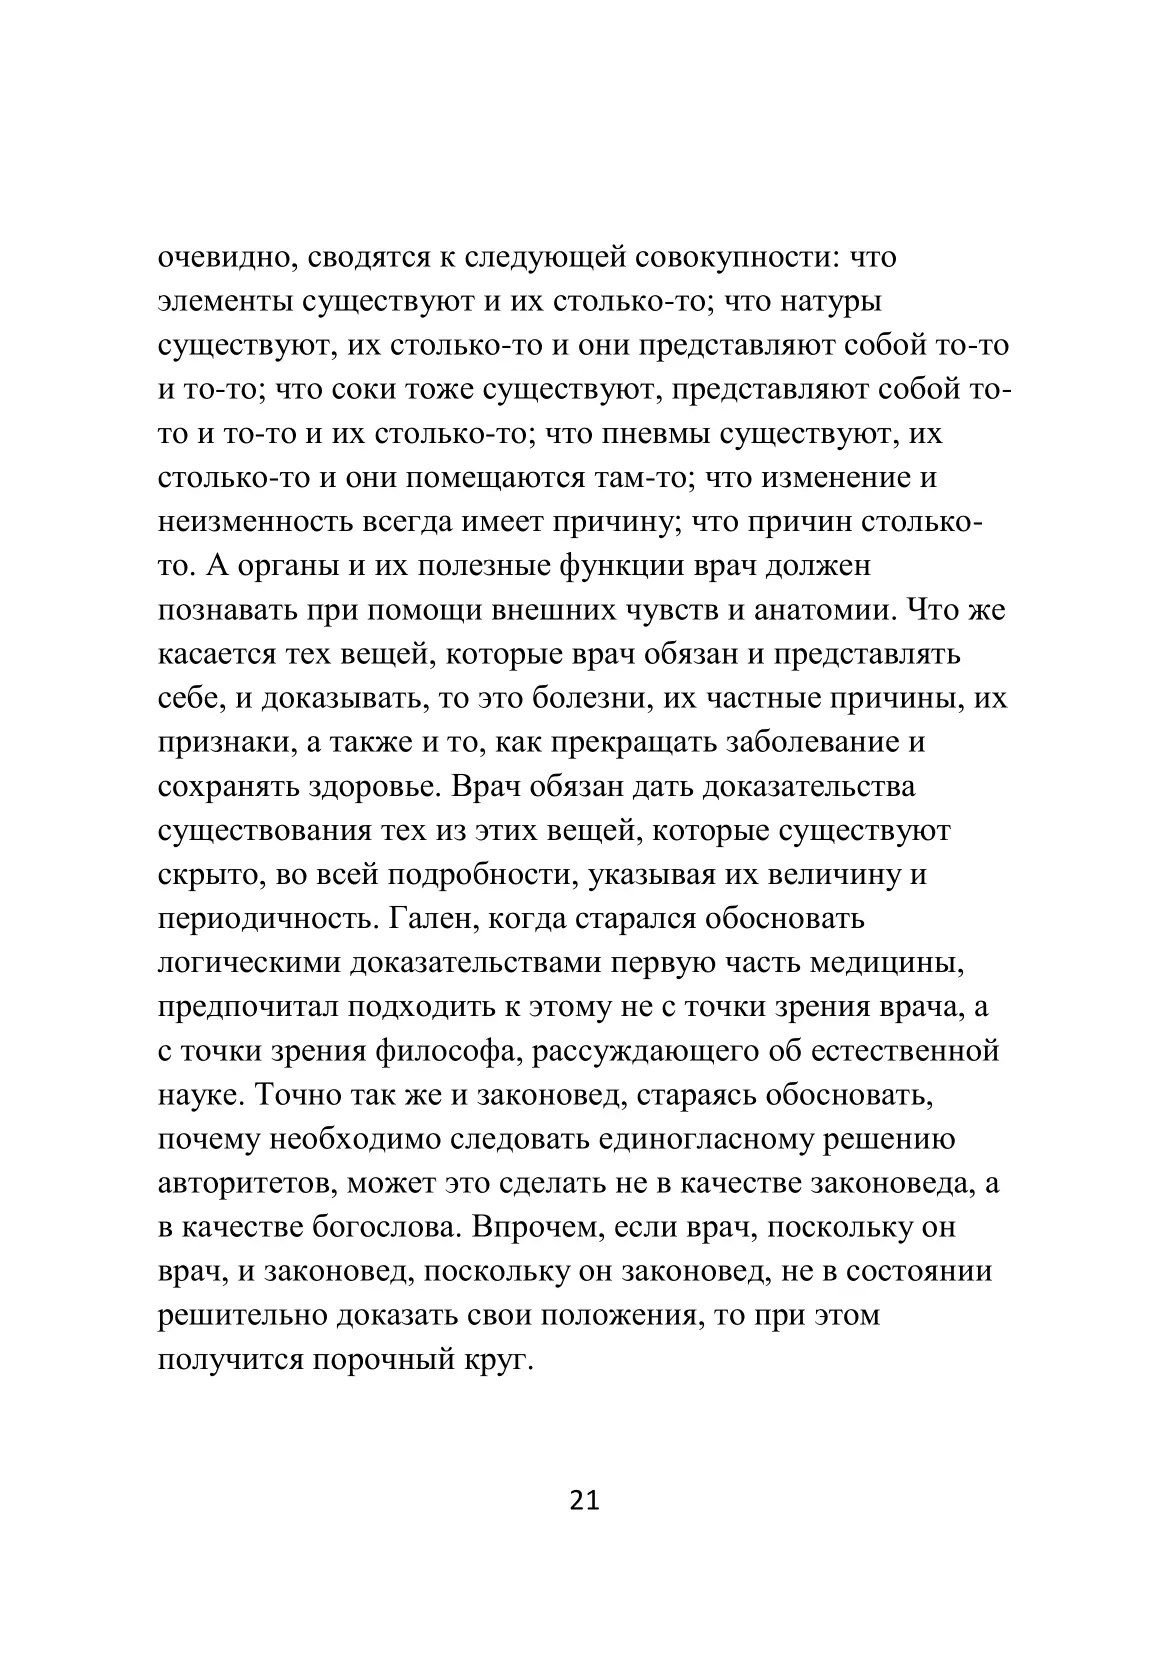 очевидно, сводятся к следующей совокупности: что
элементы существуют и их столько-то; что натуры
существуют, их столько-то и они представляют собой то-то
и то-то; что соки тоже существуют, представляют собой то-
то и то-то и их столько-то; что пневмы существуют, их
столько-то и они помещаются там-то; что изменение и
неизменность всегда имеет причину; что причин столько-
то. А органы и их полезные функции врач должен
познавать при помощи внешних чувств и анатомии. Что же
касается тех вещей, которые врач обязан и представлять
себе, и доказывать, то это болезни, их частные причины, их
признаки, а также и то, как прекращать заболевание и
сохранять здоровье. Врач обязан дать доказательства
существования тех из этих вещей, которые существуют
скрыто, во всей подробности, указывая их величину и
периодичность. Гален, когда старался обосновать
логическими доказательствами первую часть медицины,
предпочитал подходить к этому не с точки зрения врача, а
с точки зрения философа, рассуждающего об естественной
науке. Точно так же и законовед, стараясь обосновать,
почему необходимо следовать единогласному решению
авторитетов, может это сделать не в качестве законоведа, а
в качестве богослова. Впрочем, если врач, поскольку он
врач, и законовед, поскольку он законовед, не в состоянии
решительно доказать свои положения, то при этом
получится порочный круг.
21